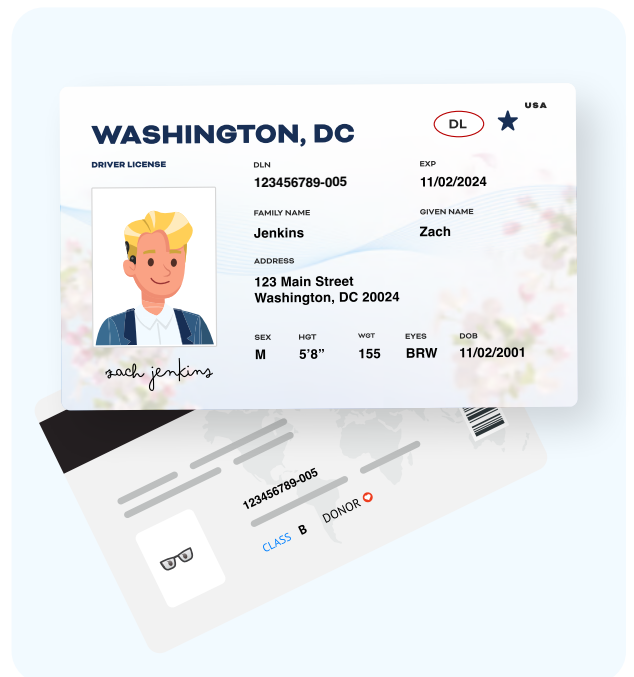 USA
WASHINGTON, DC
DL
DRIVER LICENSE
DLN
EXP
123456789-005
11/02/2024
FAMILY NAME
GIVEN NAME
Jenkins
Zach
ADDRESS
123 Main Street
Washington, DC 20024
SEX HGT WGT EYES DOB
M 5’8” 155 BRW 11/02/2001
zach jenkins
123456789-005
CLASS B DONOR